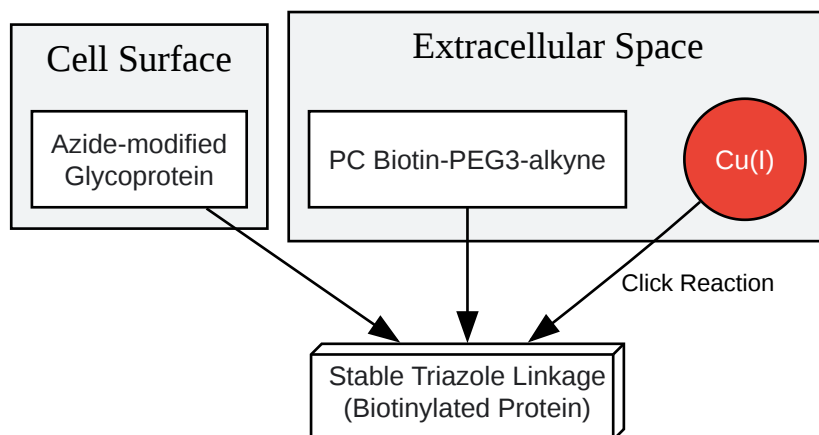 Cell Surface
Extracellular Space
Azide-modified
Glycoprotein
PC Biotin-PEG3-alkyne
Cu(I)
Click Reaction
Stable Triazole Linkage
(Biotinylated Protein)